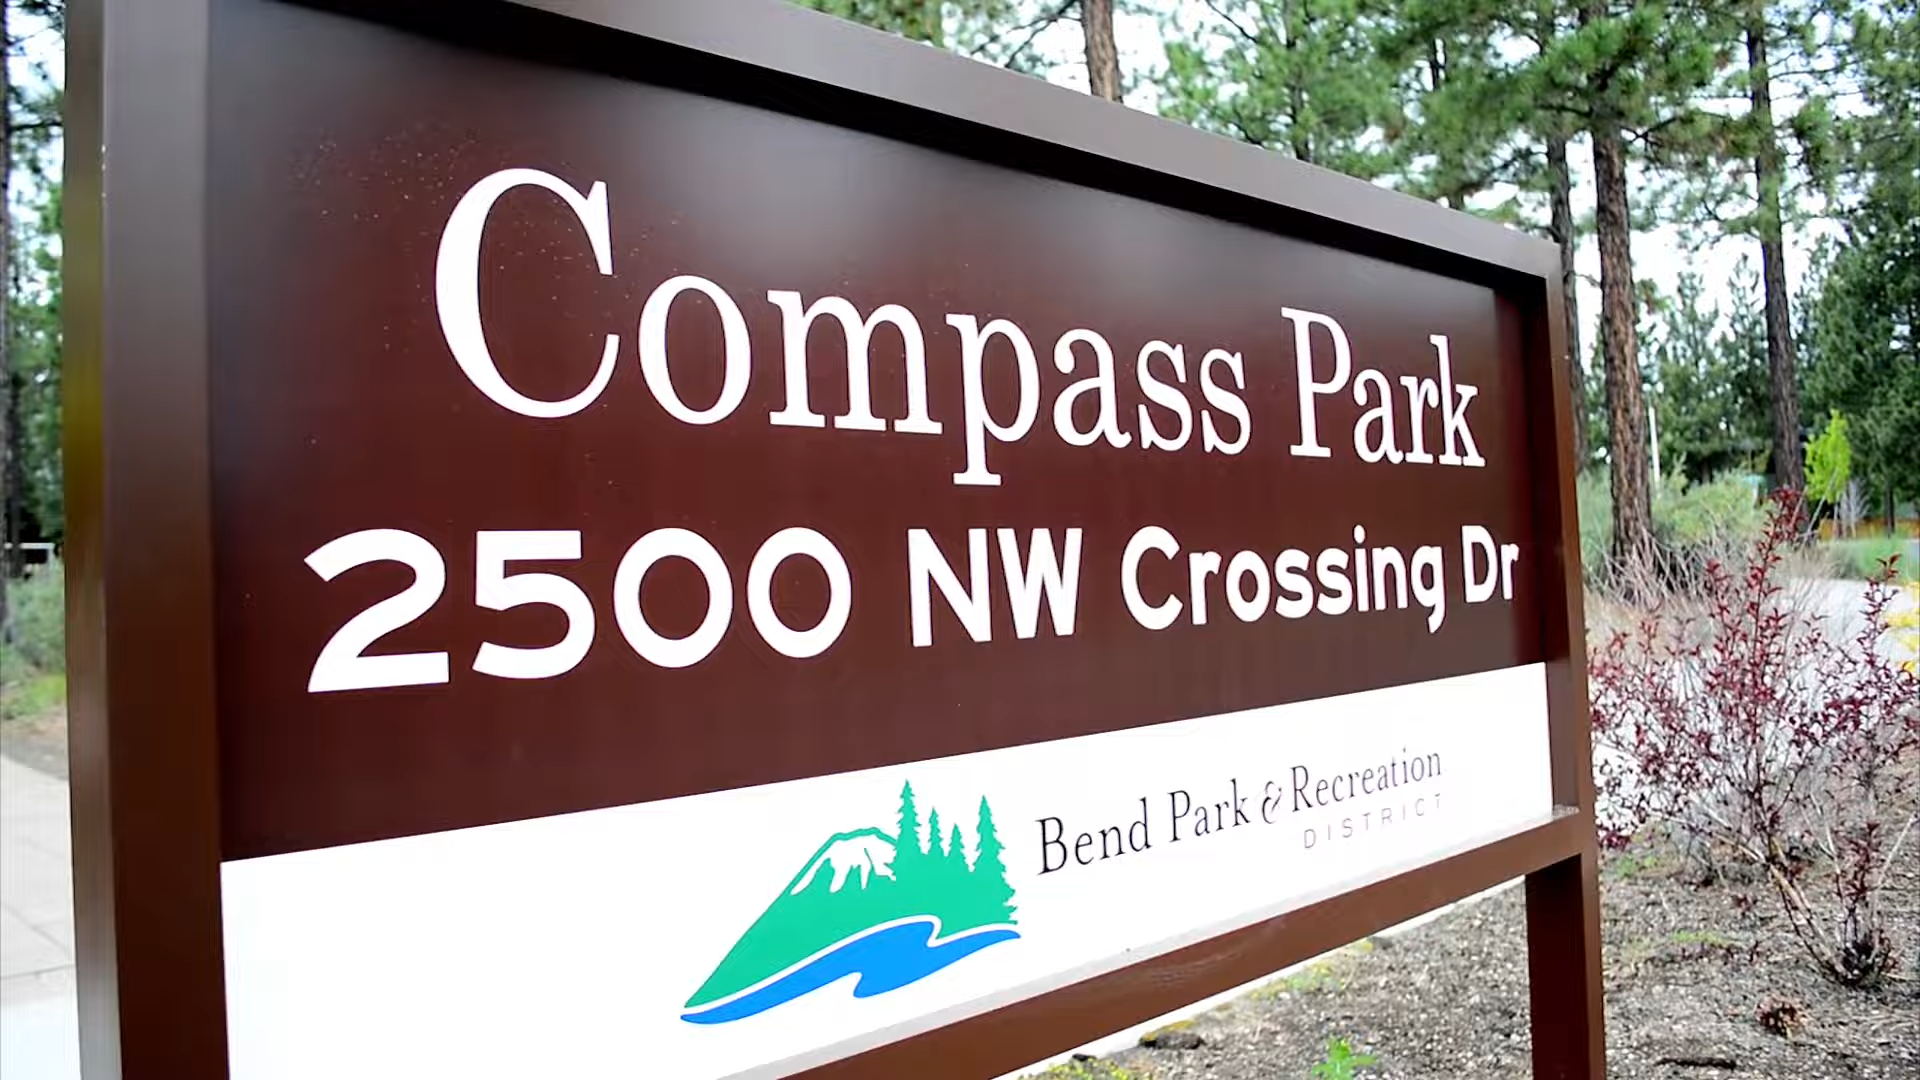 Compass Park
2500 NW Crossing Dr
Bend Park & Recreation
DISTRICT